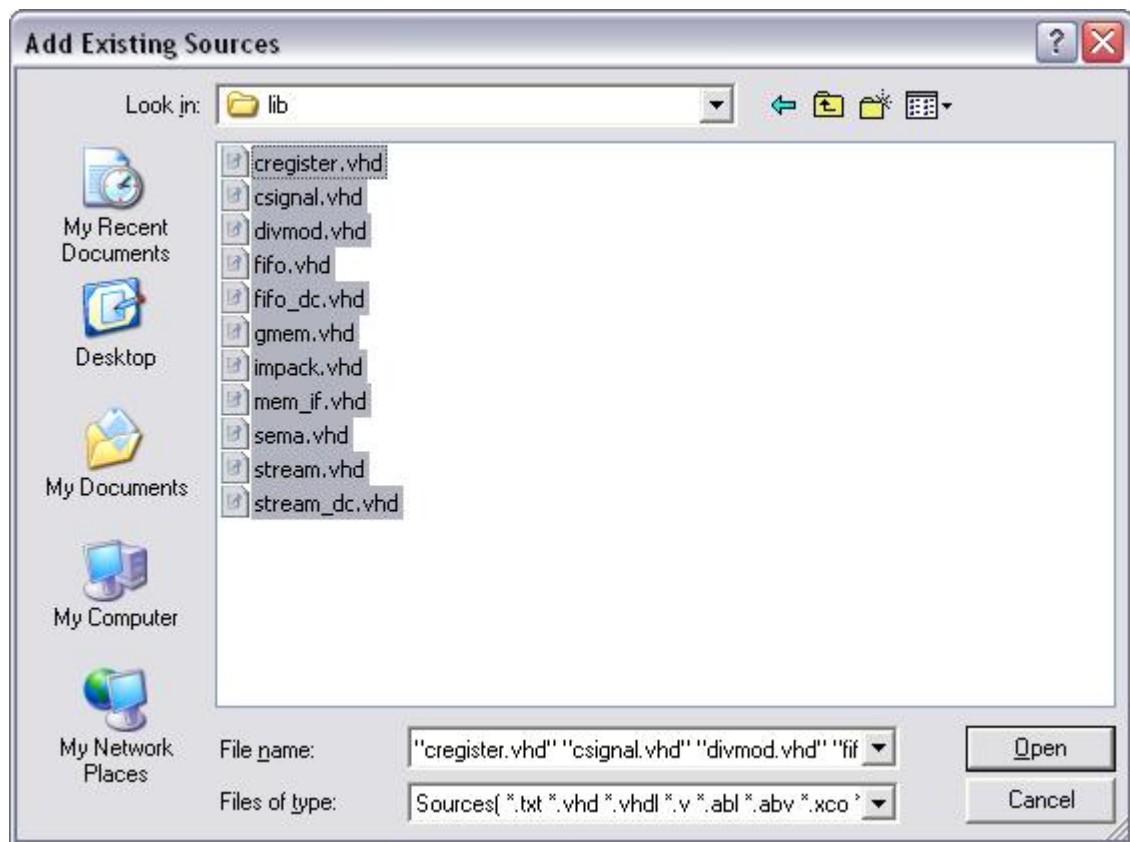 Add Existing Sources
Look in:
lib
My Recent
Documents
Desktop
My Documents
My Computer
My Network
Places
cregister.vhd
csignal.vhd
divmod.vhd
fifo.vhd
fifo_dc.vhd
gmem.vhd
impack.vhd
mem_if.vhd
sema.vhd
stream.vhd
stream_dc.vhd
File name:
"cregister.vhd" "csignal.vhd" "divmod.vhd" "fif
Open
Files of type:
Sources( *.txt *.vhd *.vhdl *.v *.abl *.abv *.xco *
Cancel